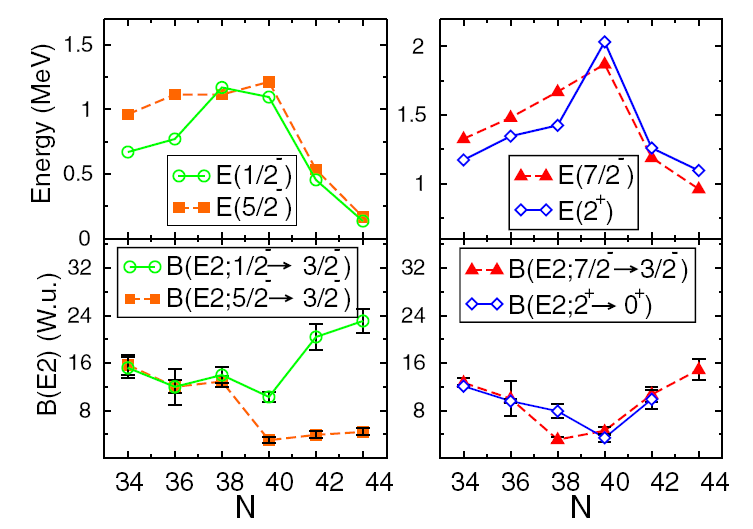 1.5
1
0.5
0
Energy (MeV)
E(1/2⁻)
E(5/2⁻)
2
1.5
1
E(7/2⁻)
E(2⁺)
32
24
16
8
B(E2) (W.u.)
B(E2;1/2⁻→ 3/2⁻)
B(E2;5/2⁻→ 3/2⁻)
34 36 38 40 42 44
N
32
24
16
8
B(E2;7/2⁻→3/2⁻)
B(E2;2⁺→ 0⁺)
34 36 38 40 42 44
N